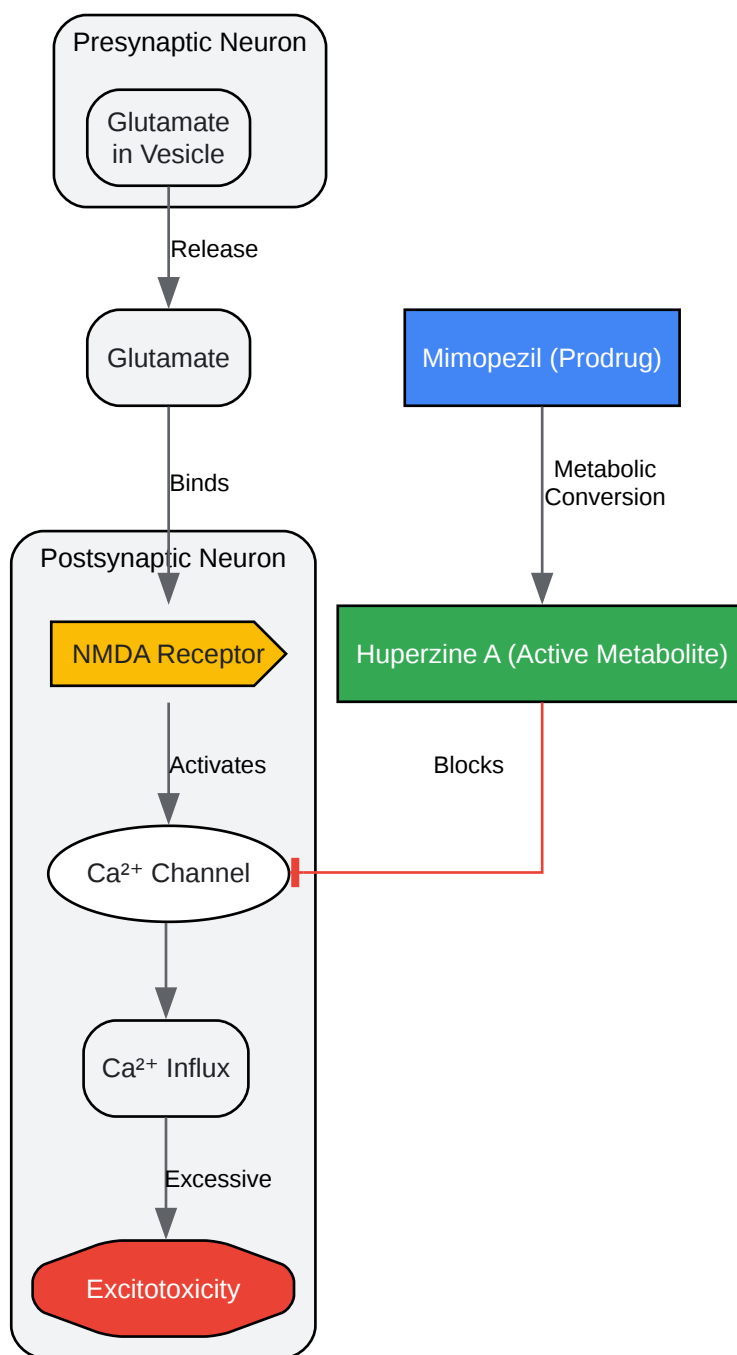 Presynaptic Neuron
Glutamate
in Vesicle
Release
Glutamate
Mimopezil (Prodrug)
Binds
Metabolic
Conversion
Postsynaptic Neuron
NMDA Receptor
Huperzine A (Active Metabolite)
Activates
Blocks
Ca²⁺ Channel
Ca²⁺ Influx
Excessive
Excitotoxicity